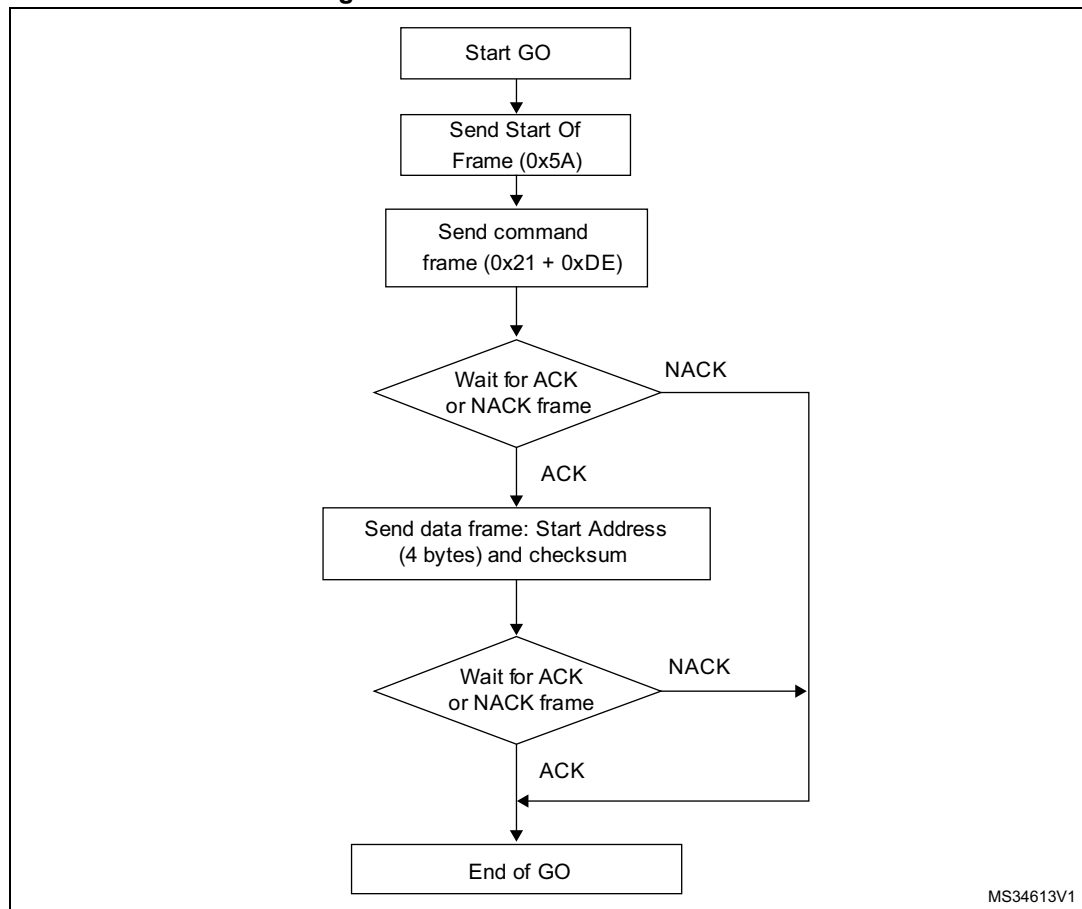 Start GO
Send Start Of
Frame (0x5A)
Send command
frame (0x21 + 0xDE)
Wait for ACK
or NACK frame
NACK
ACK
Send data frame: Start Address
(4 bytes) and checksum
Wait for ACK
or NACK frame
NACK
ACK
End of GO
MS34613V1